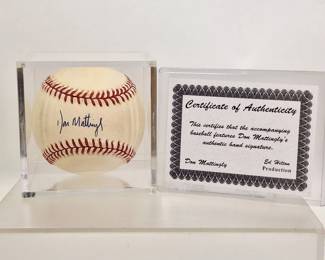 Don Mattingly
Certificate of Authenticity
This certifies that the accompanying
baseball features Don Mattingly's
authentic hand signature.
Don Mattingly
Ed Hilton
Production